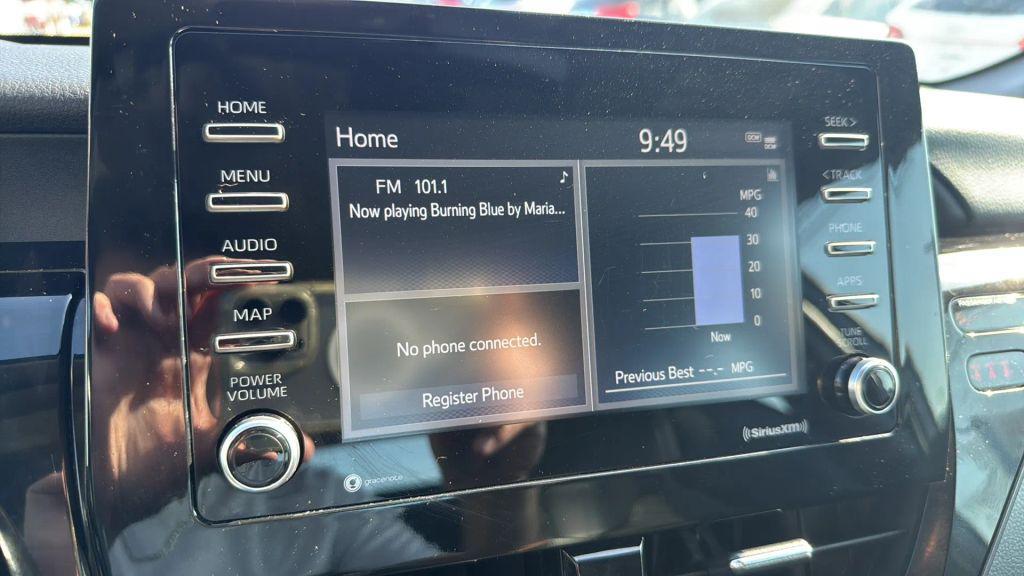 HOME
MENU
AUDIO
MAP
POWER
VOLUME
Home
9:49
DCM
DCM
FM 101.1
Now playing Burning Blue by Maria...
No phone connected.
Register Phone
MPG
40
30
20
10
0
Now
Previous Best --.- MPG
SEEK >
< TRACK
PHONE
APPS
TUNE
SCROLL
gracenote
SiriusXM